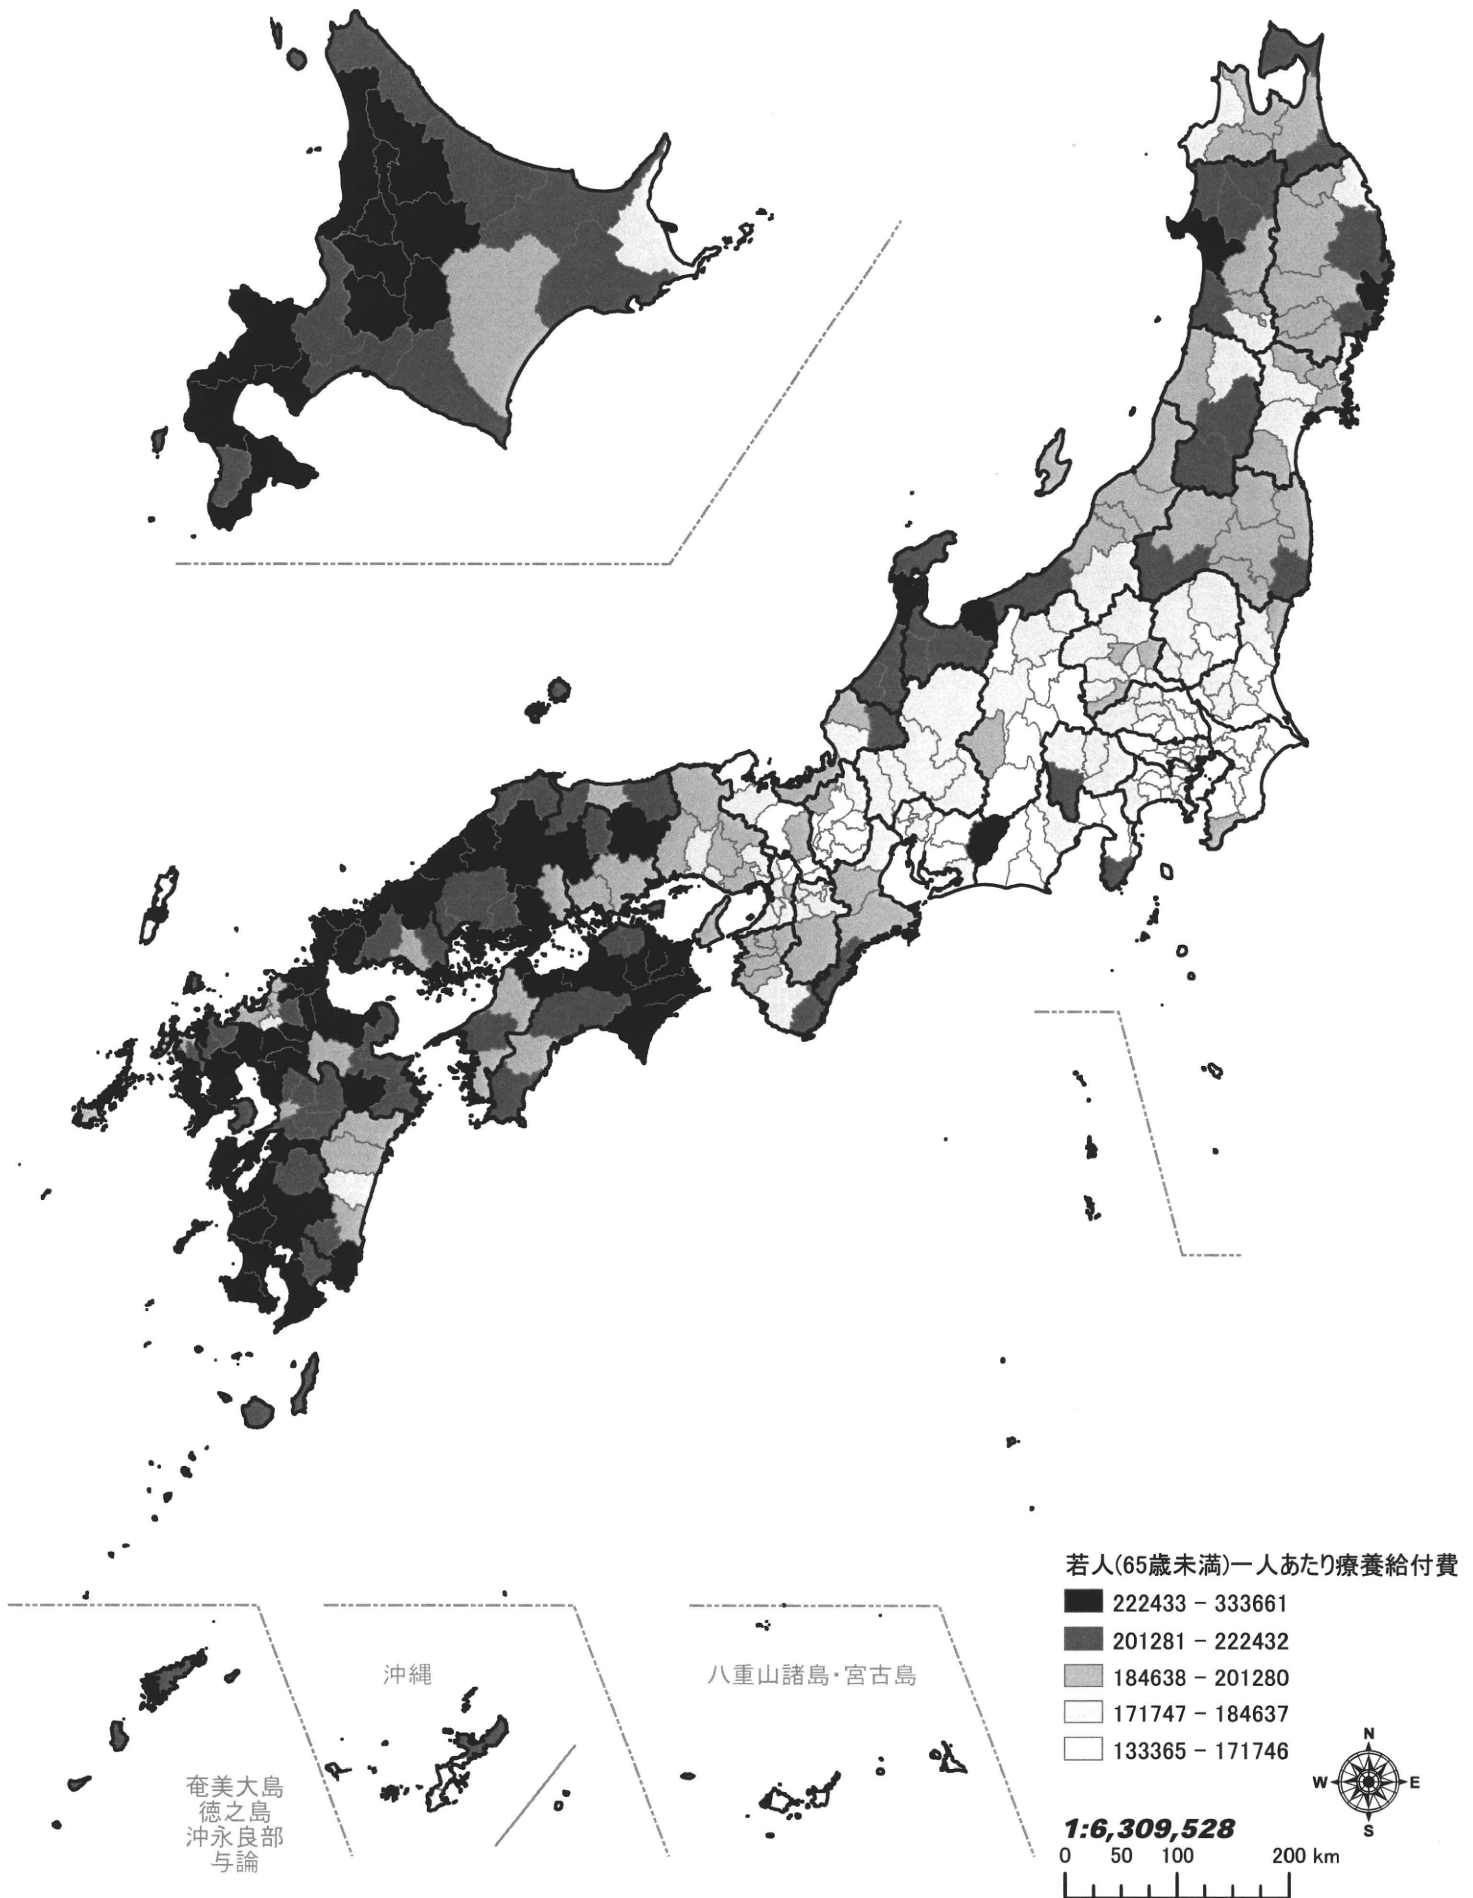 若人(65歳未満)一人あたり療養給付費
222433 - 333661
201281 - 222432
184638 - 201280
171747 - 184637
133365 - 171746
沖縄
八重山諸島・宮古島
奄美大島
徳之島
沖永良部
与論
N
W E
S
1:6,309,528
0 50 100 200 km